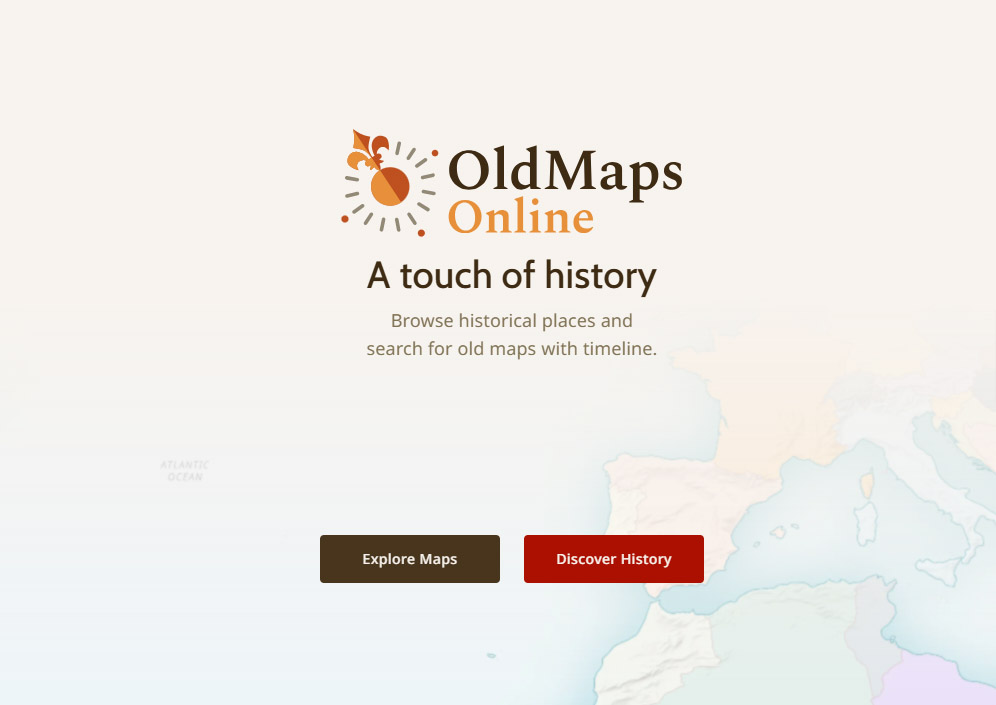 OldMaps
Online
A touch of history
Browse historical places and
search for old maps with timeline.
ATLANTIC
OCEAN
Explore Maps
Discover History